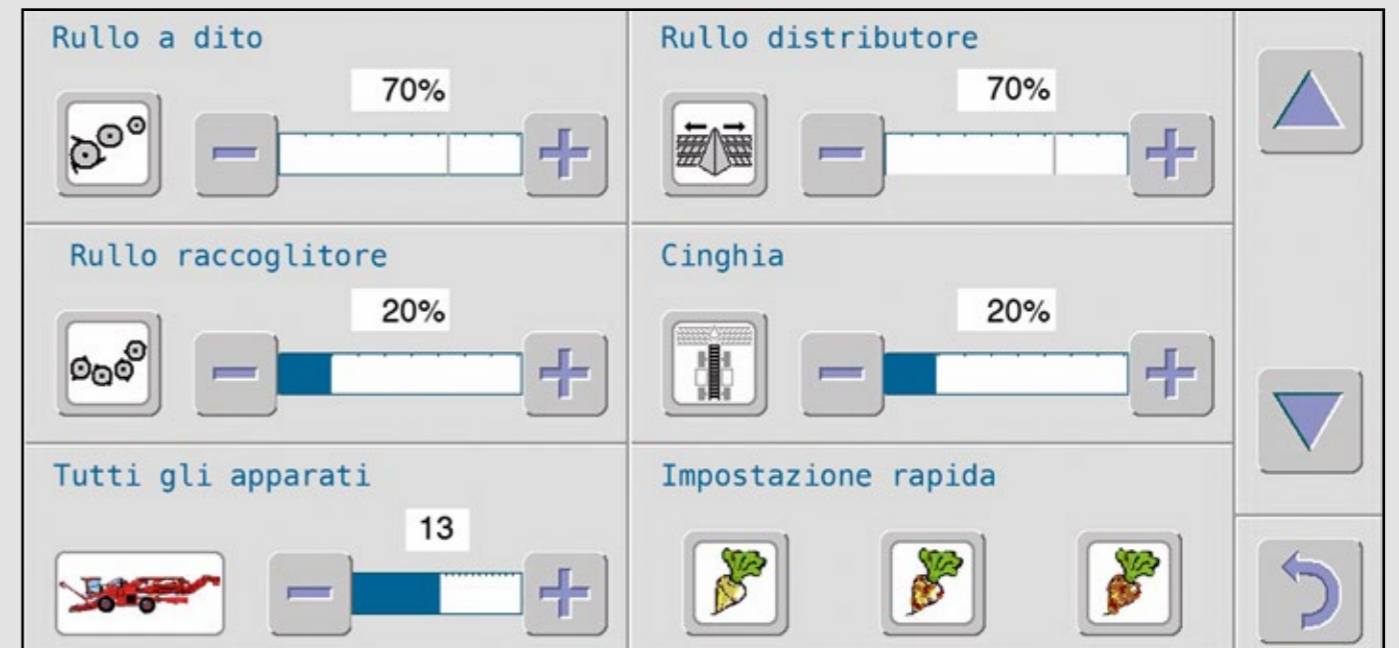 Rullo a dito
70%
Rullo distributore
70%
Rullo raccoglitore
20%
Cinghia
20%
Tutti gli apparati
13
Impostazione rapida